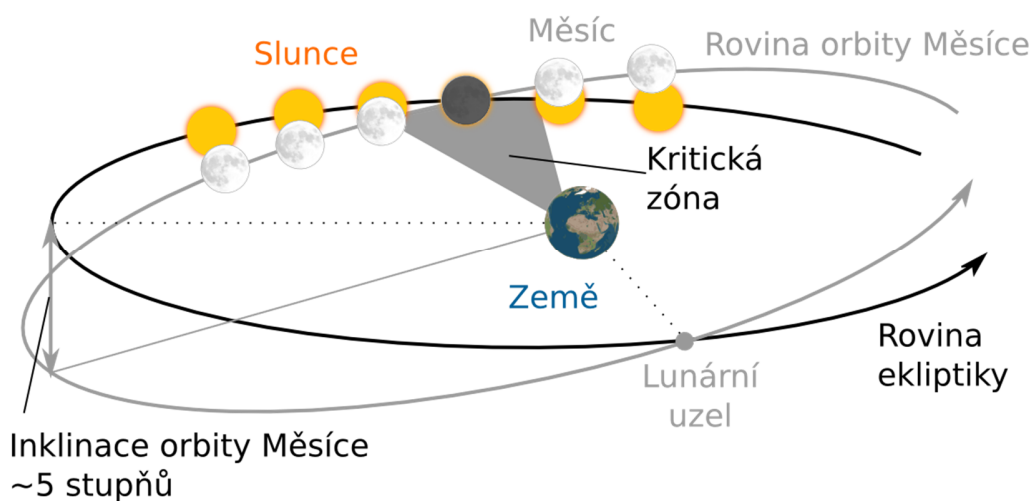 Měsíc
Slunce
Rovina orbity Měsíce
Kritická
zóna
Země
Rovina
ekliptiky
Lunární
uzel
Inklinace orbity Měsíce
~5 stupňů